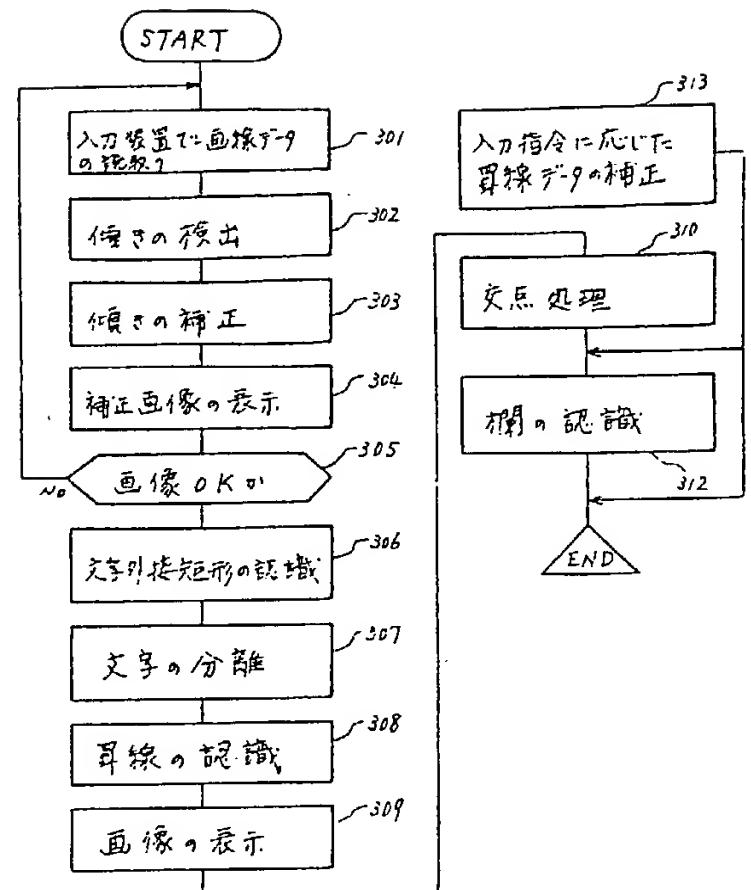 START
入力装置で画像データ
の読取り
301
傾きの検出
302
傾きの補正
303
補正画像の表示
304
画像OKか
305
No
文字外接矩形の認識
306
文字の分離
307
罫線の認識
308
画像の表示
309
入力指令に応じた
罫線データの補正
313
交点処理
310
欄の認識
312
END